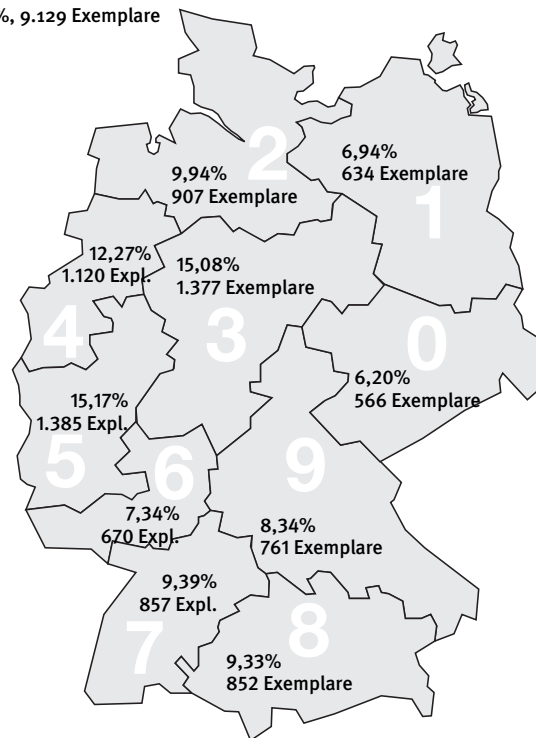 %, 9.129 Exemplare
2
9,94%
907 Exemplare
6,94%
634 Exemplare
1
12,27%
1.120 Expl.
4
15,08%
1.377 Exemplare
3
0
6,20%
566 Exemplare
15,17%
1.385 Expl.
5
6
7,34%
670 Expl.
9
8,34%
761 Exemplare
9,39%
857 Expl.
7
8
9,33%
852 Exemplare